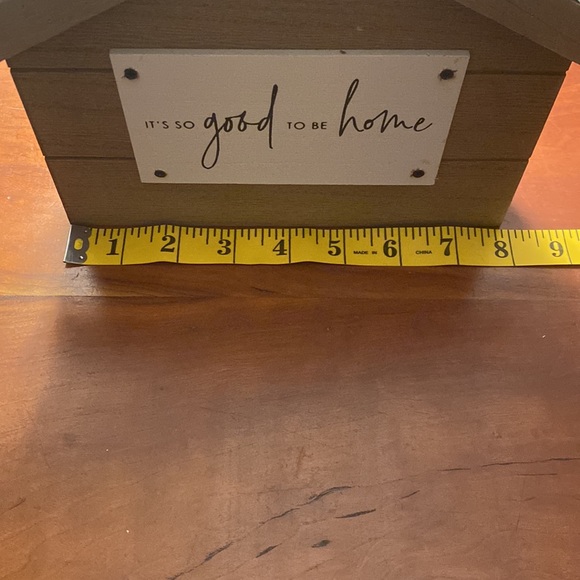 IT'S SO good TO BE home
1 2 3 4 5 MADE IN 6 CHINA 7 8 9